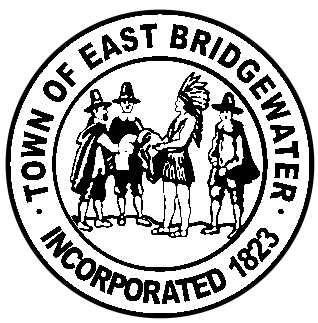 · TOWN OF EAST BRIDGEWATER ·
INCORPORATED 1823